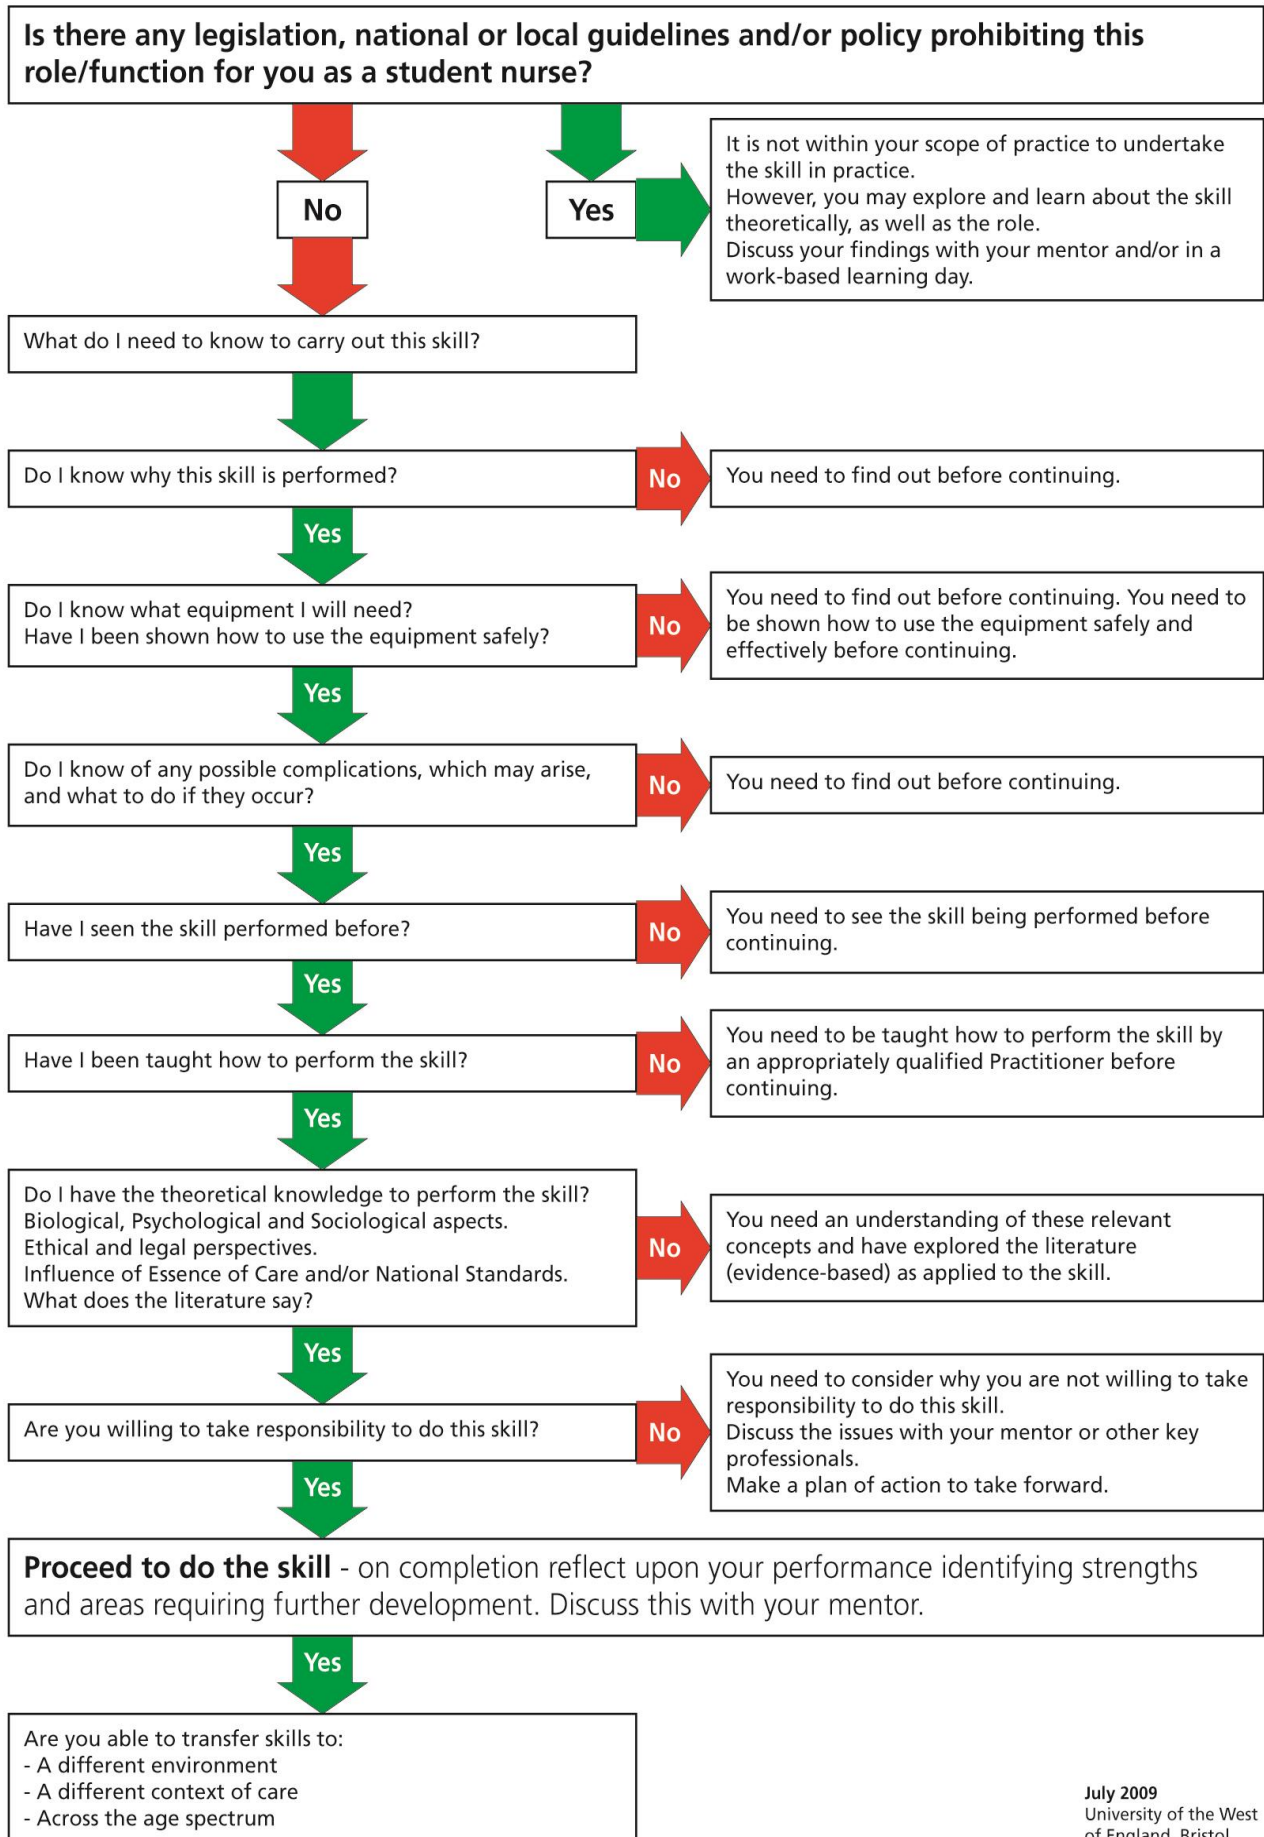 Is there any legislation, national or local guidelines and/or policy prohibiting this
role/function for you as a student nurse?
No
Yes
It is not within your scope of practice to undertake
the skill in practice.
However, you may explore and learn about the skill
theoretically, as well as the role.
Discuss your findings with your mentor and/or in a
work-based learning day.
What do I need to know to carry out this skill?
Do I know why this skill is performed?
No
You need to find out before continuing.
Yes
Do I know what equipment I will need?
Have I been shown how to use the equipment safely?
No
You need to find out before continuing. You need to
be shown how to use the equipment safely and
effectively before continuing.
Yes
Do I know of any possible complications, which may arise,
and what to do if they occur?
No
You need to find out before continuing.
Yes
Have I seen the skill performed before?
No
You need to see the skill being performed before
continuing.
Yes
Have I been taught how to perform the skill?
No
You need to be taught how to perform the skill by
an appropriately qualified Practitioner before
continuing.
Yes
Do I have the theoretical knowledge to perform the skill?
Biological, Psychological and Sociological aspects.
Ethical and legal perspectives.
Influence of Essence of Care and/or National Standards.
What does the literature say?
No
You need an understanding of these relevant
concepts and have explored the literature
(evidence-based) as applied to the skill.
Yes
Are you willing to take responsibility to do this skill?
No
You need to consider why you are not willing to take
responsibility to do this skill.
Discuss the issues with your mentor or other key
professionals.
Make a plan of action to take forward.
Yes
Proceed to do the skill - on completion reflect upon your performance identifying strengths
and areas requiring further development. Discuss this with your mentor.
Yes
Are you able to transfer skills to:
- A different environment
- A different context of care
- Across the age spectrum
July 2009
University of the West
of England, Bristol